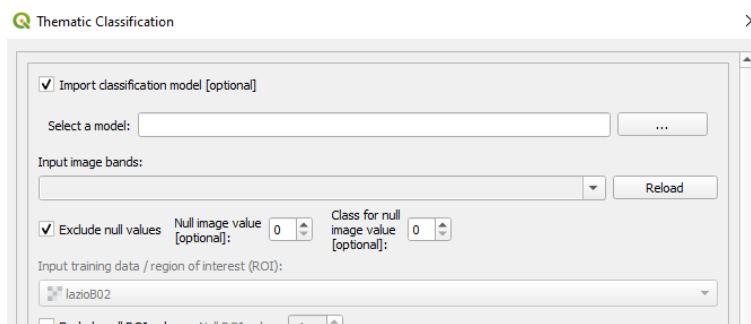 Thematic Classification
Import classification model [optional]
Select a model:
...
Input image bands:
Reload
Exclude null values
Null image value
[optional]:
0
Class for null
image value
[optional]:
0
Input training data / region of interest (ROI):
lazioB02